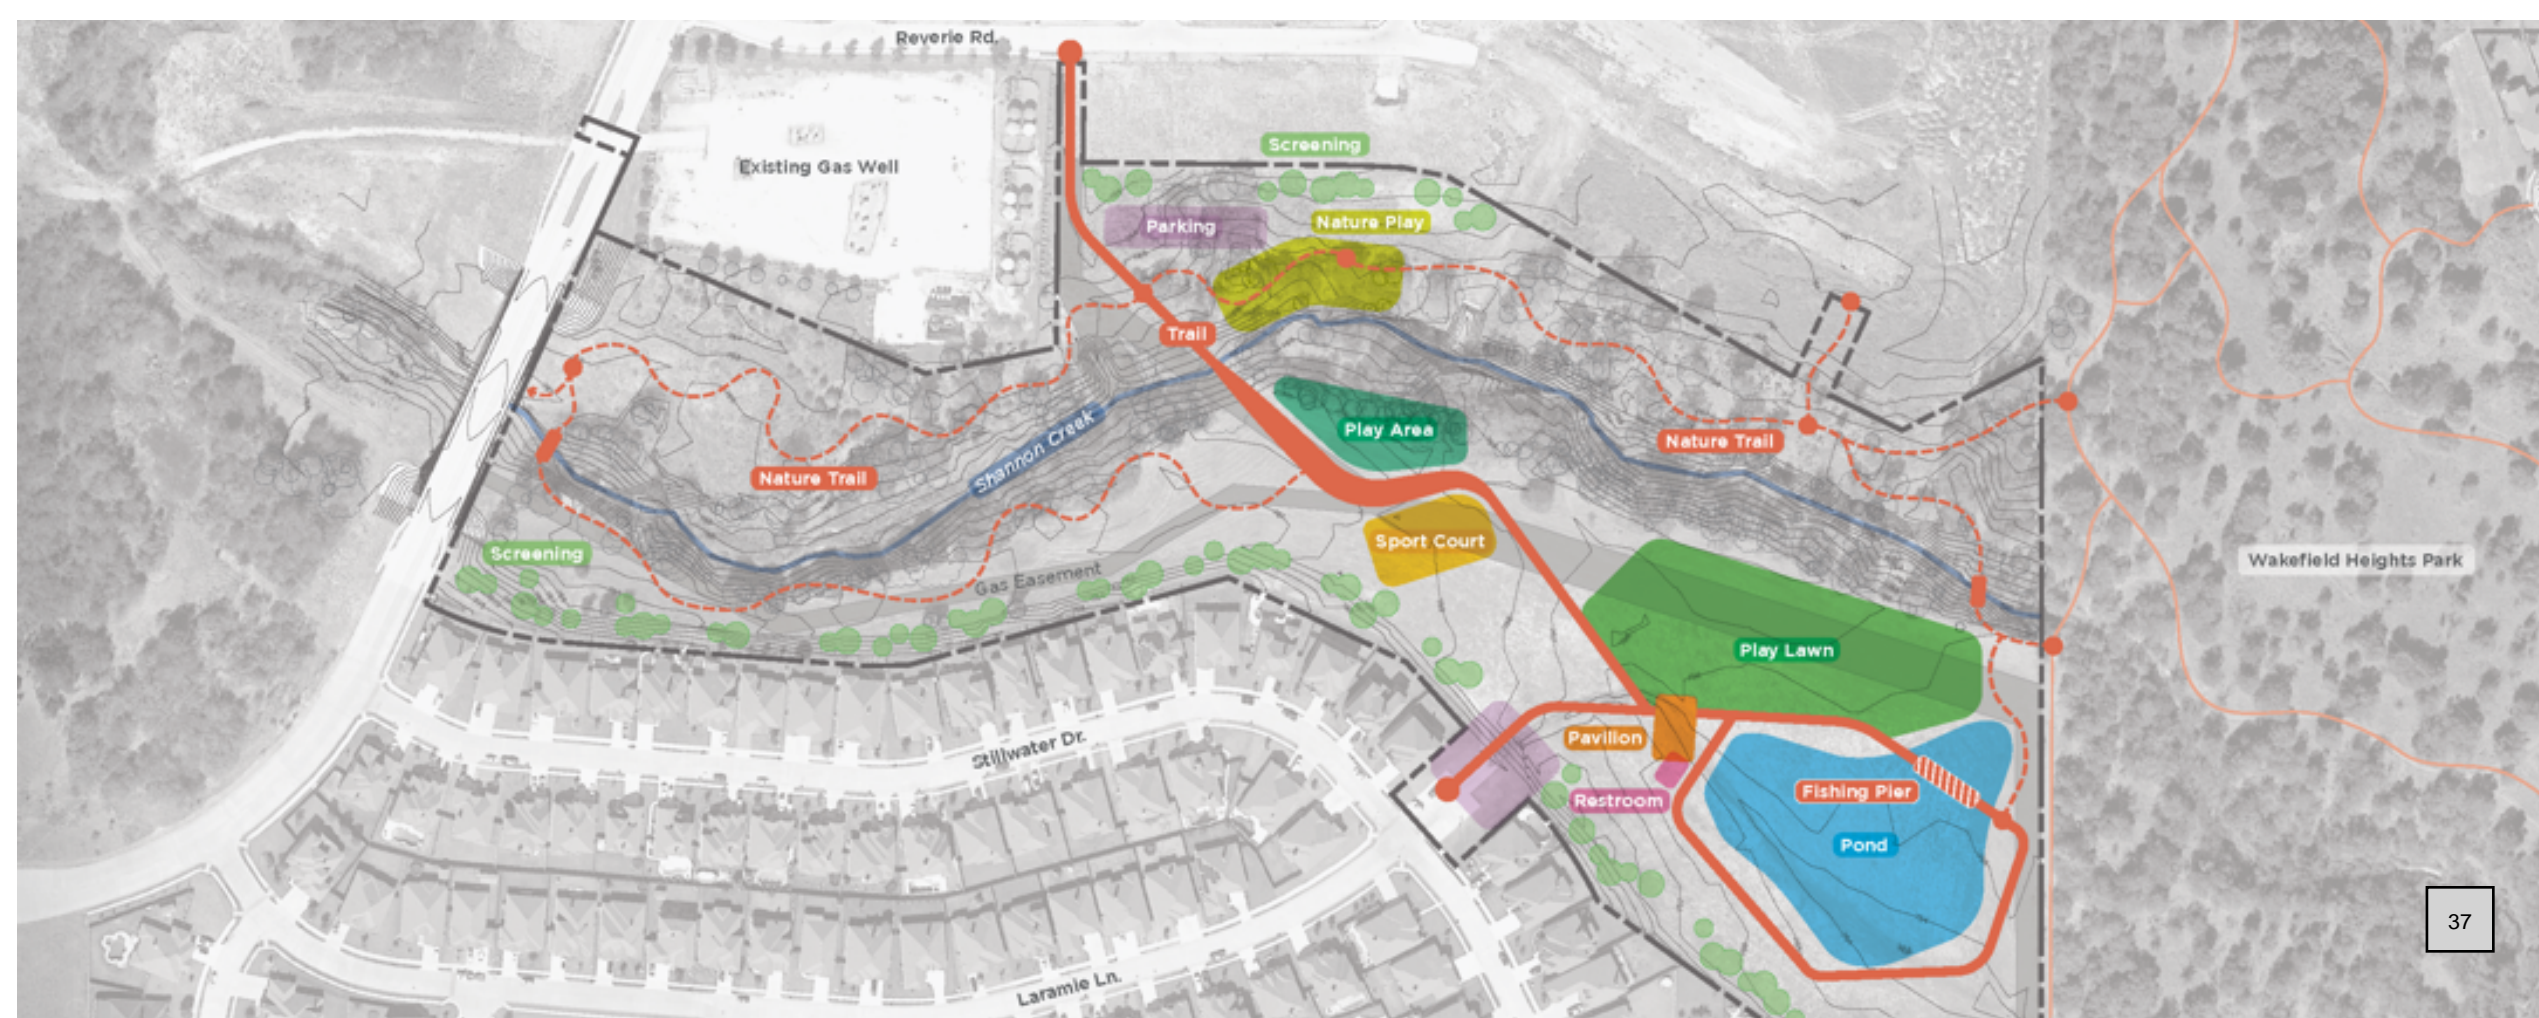 Reverie Rd.
Existing Gas Well
Screening
Parking
Nature Play
Trail
Play Area
Nature Trail
Nature Trail
Shannon Creek
Screening
Sport Court
Gas Easement
Wakefield Heights Park
Play Lawn
Stillwater Dr.
Pavilion
Restroom
Fishing Pier
Pond
37
Laramie Ln.